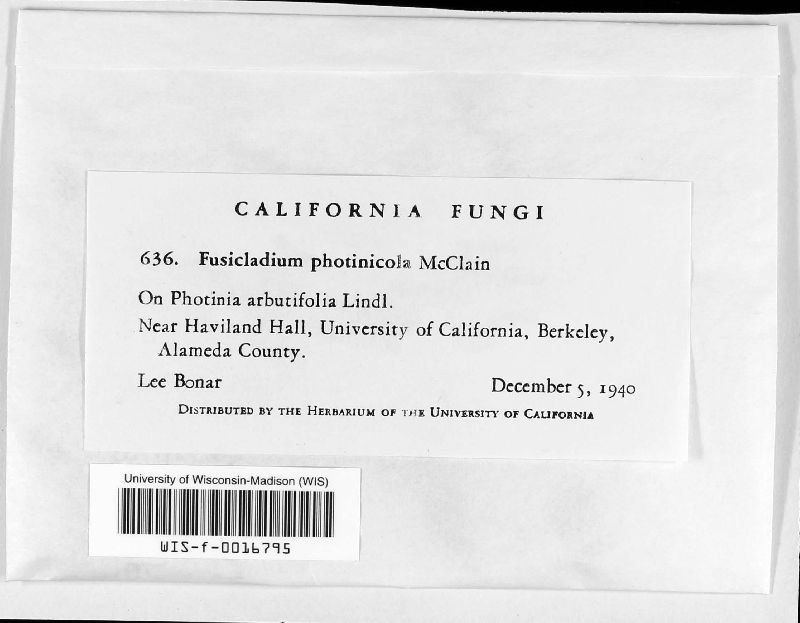 CALIFORNIA FUNGI
636. Fusicladium photinicola McClain
On Photinia arbutifolia Lindl.
Near Haviland Hall, University of California, Berkeley,
Alameda County.
Lee Bonar December 5, 1940
Distributed by the Herbarium of the University of California
University of Wisconsin-Madison (WIS)
WIS-f-0016795